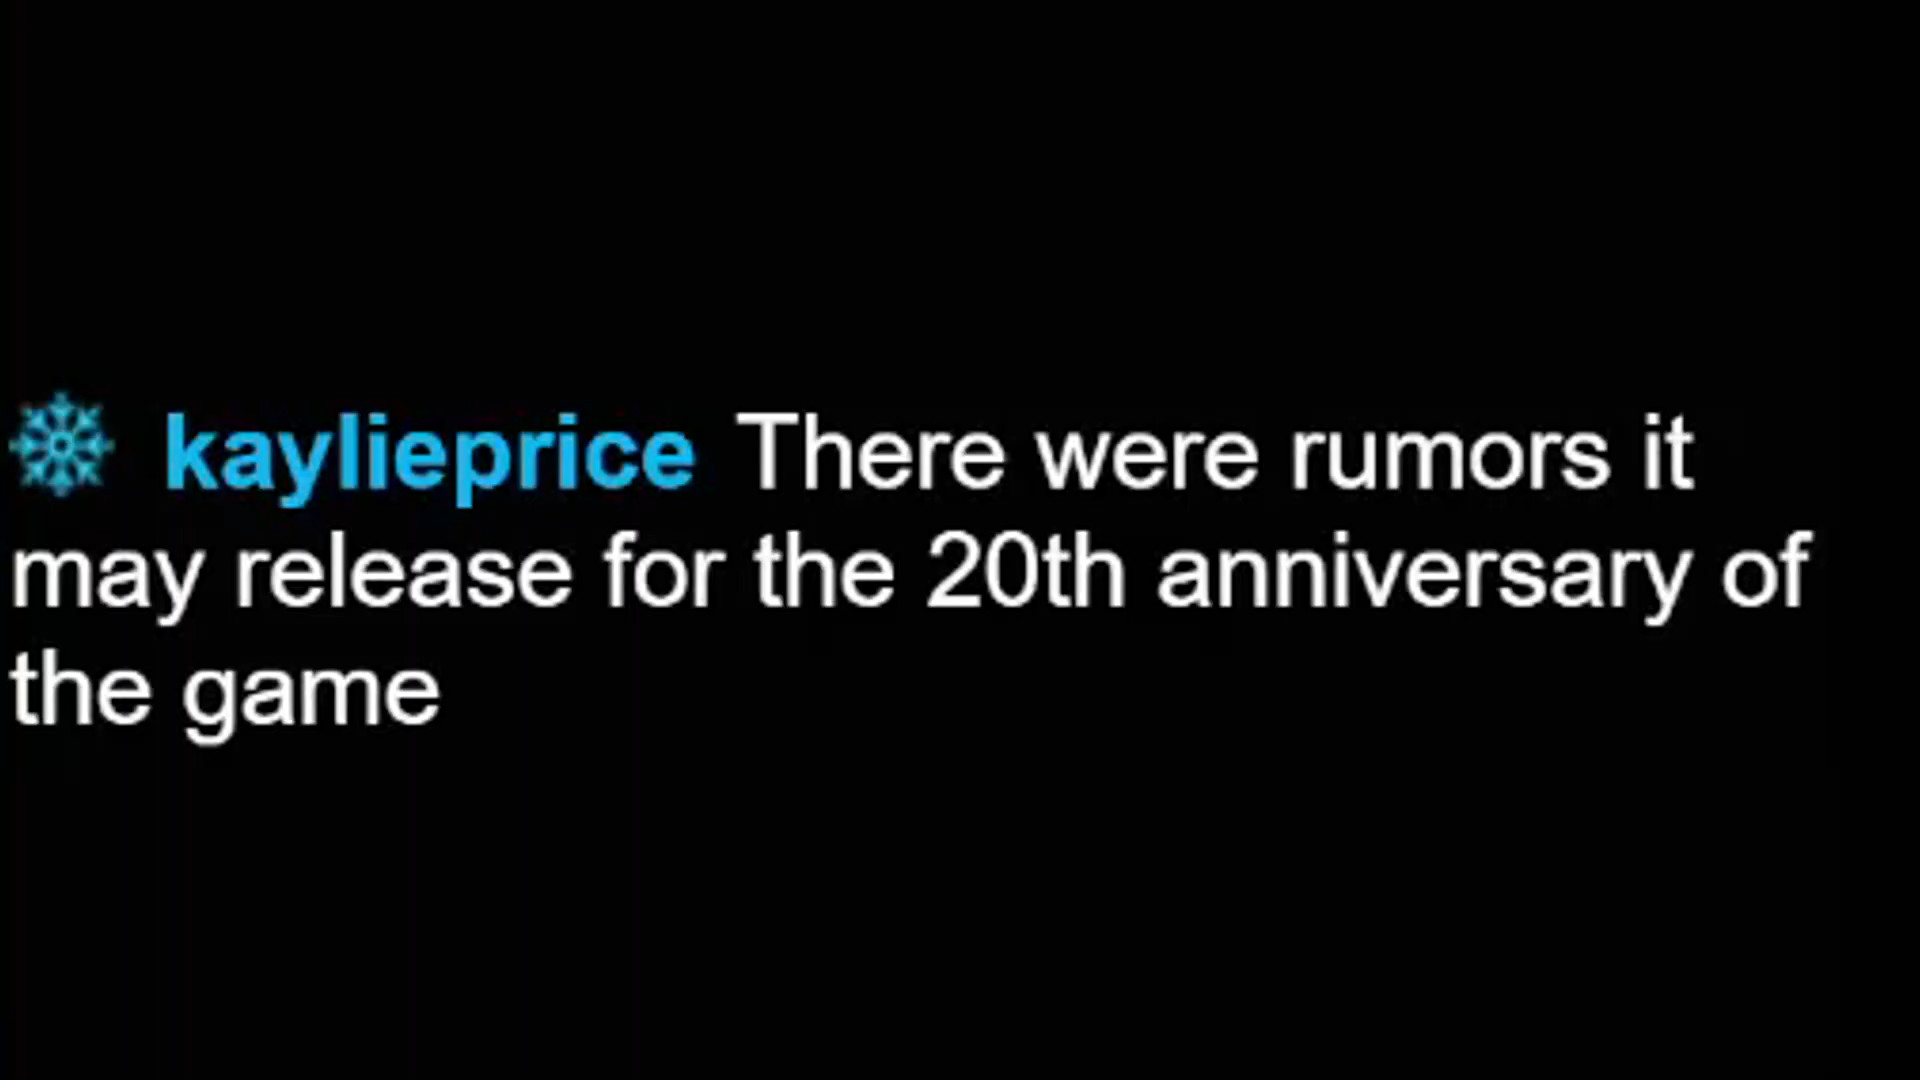 kaylieprice There were rumors it
may release for the 20th anniversary of
the game